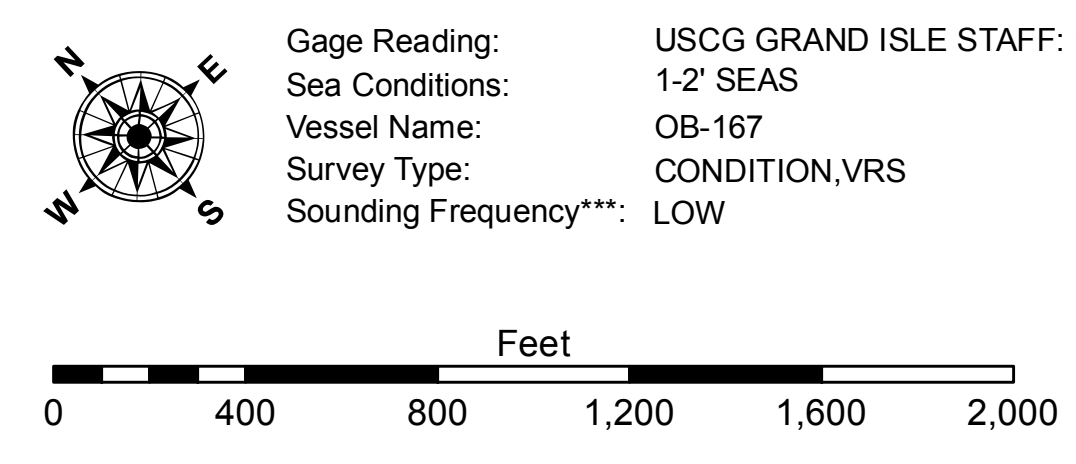 N E
W S
Gage Reading: USCG GRAND ISLE STAFF:
Sea Conditions: 1-2' SEAS
Vessel Name: OB-167
Survey Type: CONDITION,VRS
Sounding Frequency***: LOW
Feet
0 400 800 1,200 1,600 2,000